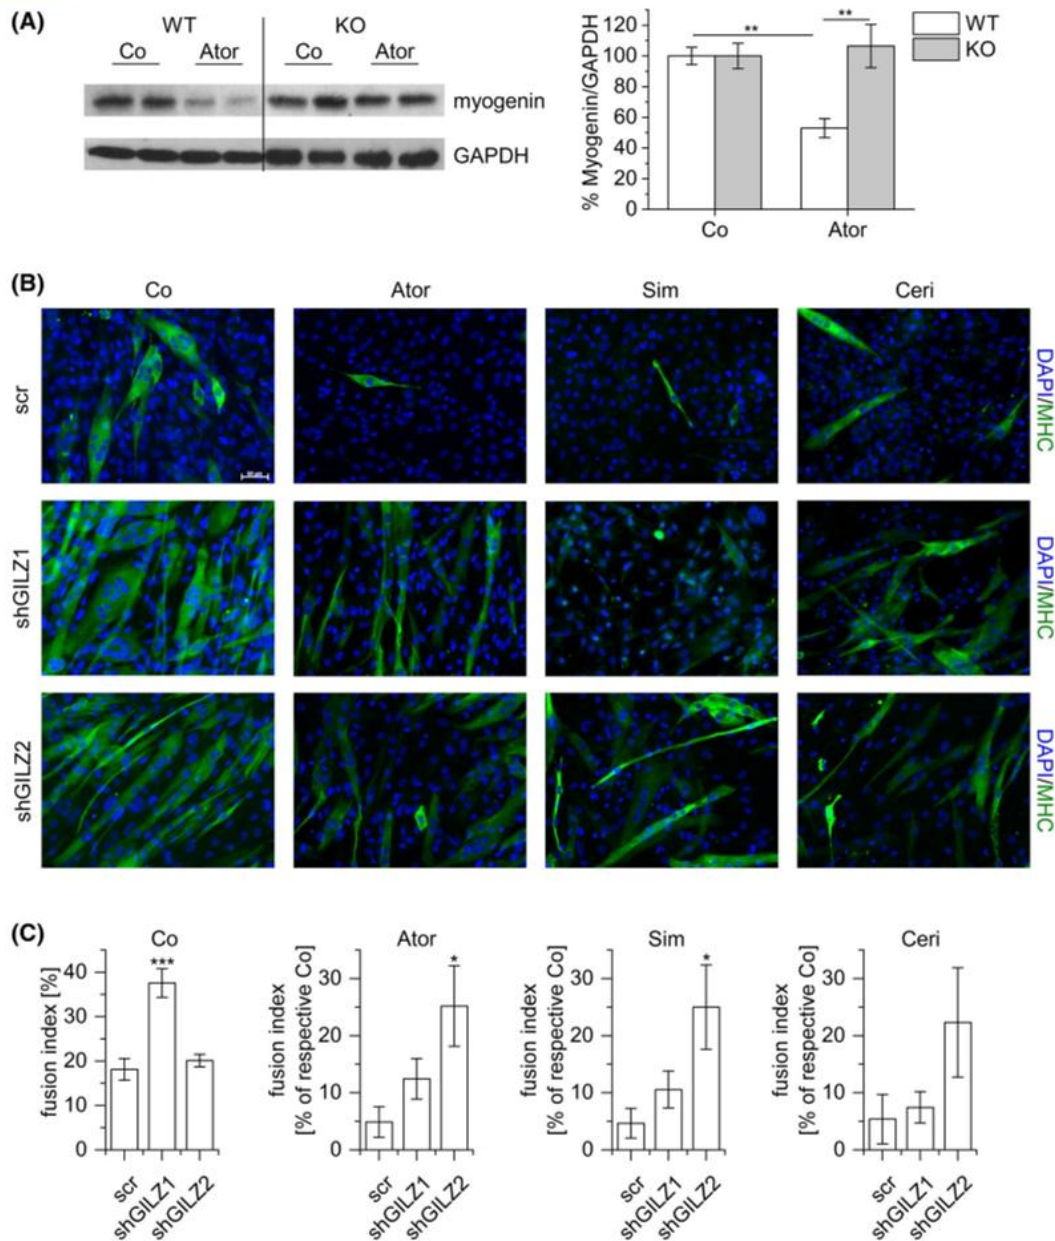 (A)
WT KO
Co Ator Co Ator
myogenin
GAPDH
% Myogenin/GAPDH
120
100
80
60
40
20
0
** **
Co Ator
WT
KO
(B)
Co Ator Sim Ceri
scr
DAPI/MHC
shGILZ1
DAPI/MHC
shGILZ2
DAPI/MHC
(C)
Co
fusion index [%]
40
30
20
10
0
***
scr shGILZ1 shGILZ2
Ator
fusion index
[% of respective Co]
30
20
10
0
*
scr shGILZ1 shGILZ2
Sim
fusion index
[% of respective Co]
30
20
10
0
*
scr shGILZ1 shGILZ2
Ceri
fusion index
[% of respective Co]
30
20
10
0
scr shGILZ1 shGILZ2